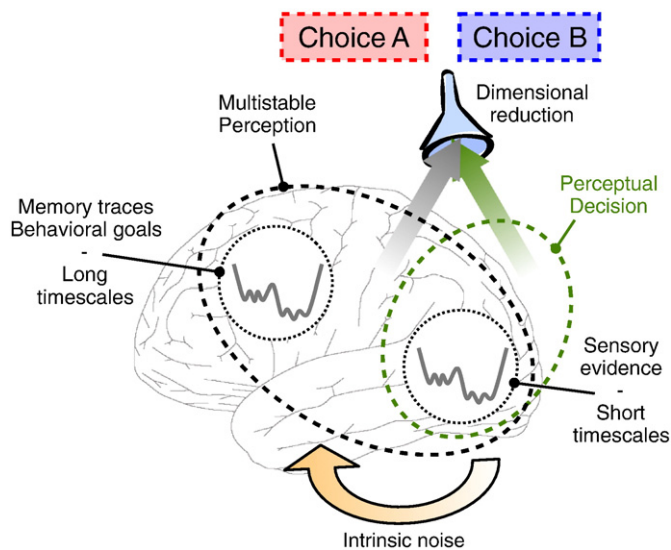 Choice A
Choice B
Dimensional
reduction
Multistable
Perception
Perceptual
Decision
Memory traces
Behavioral goals
-
Long
timescales
Sensory
evidence
-
Short
timescales
Intrinsic noise